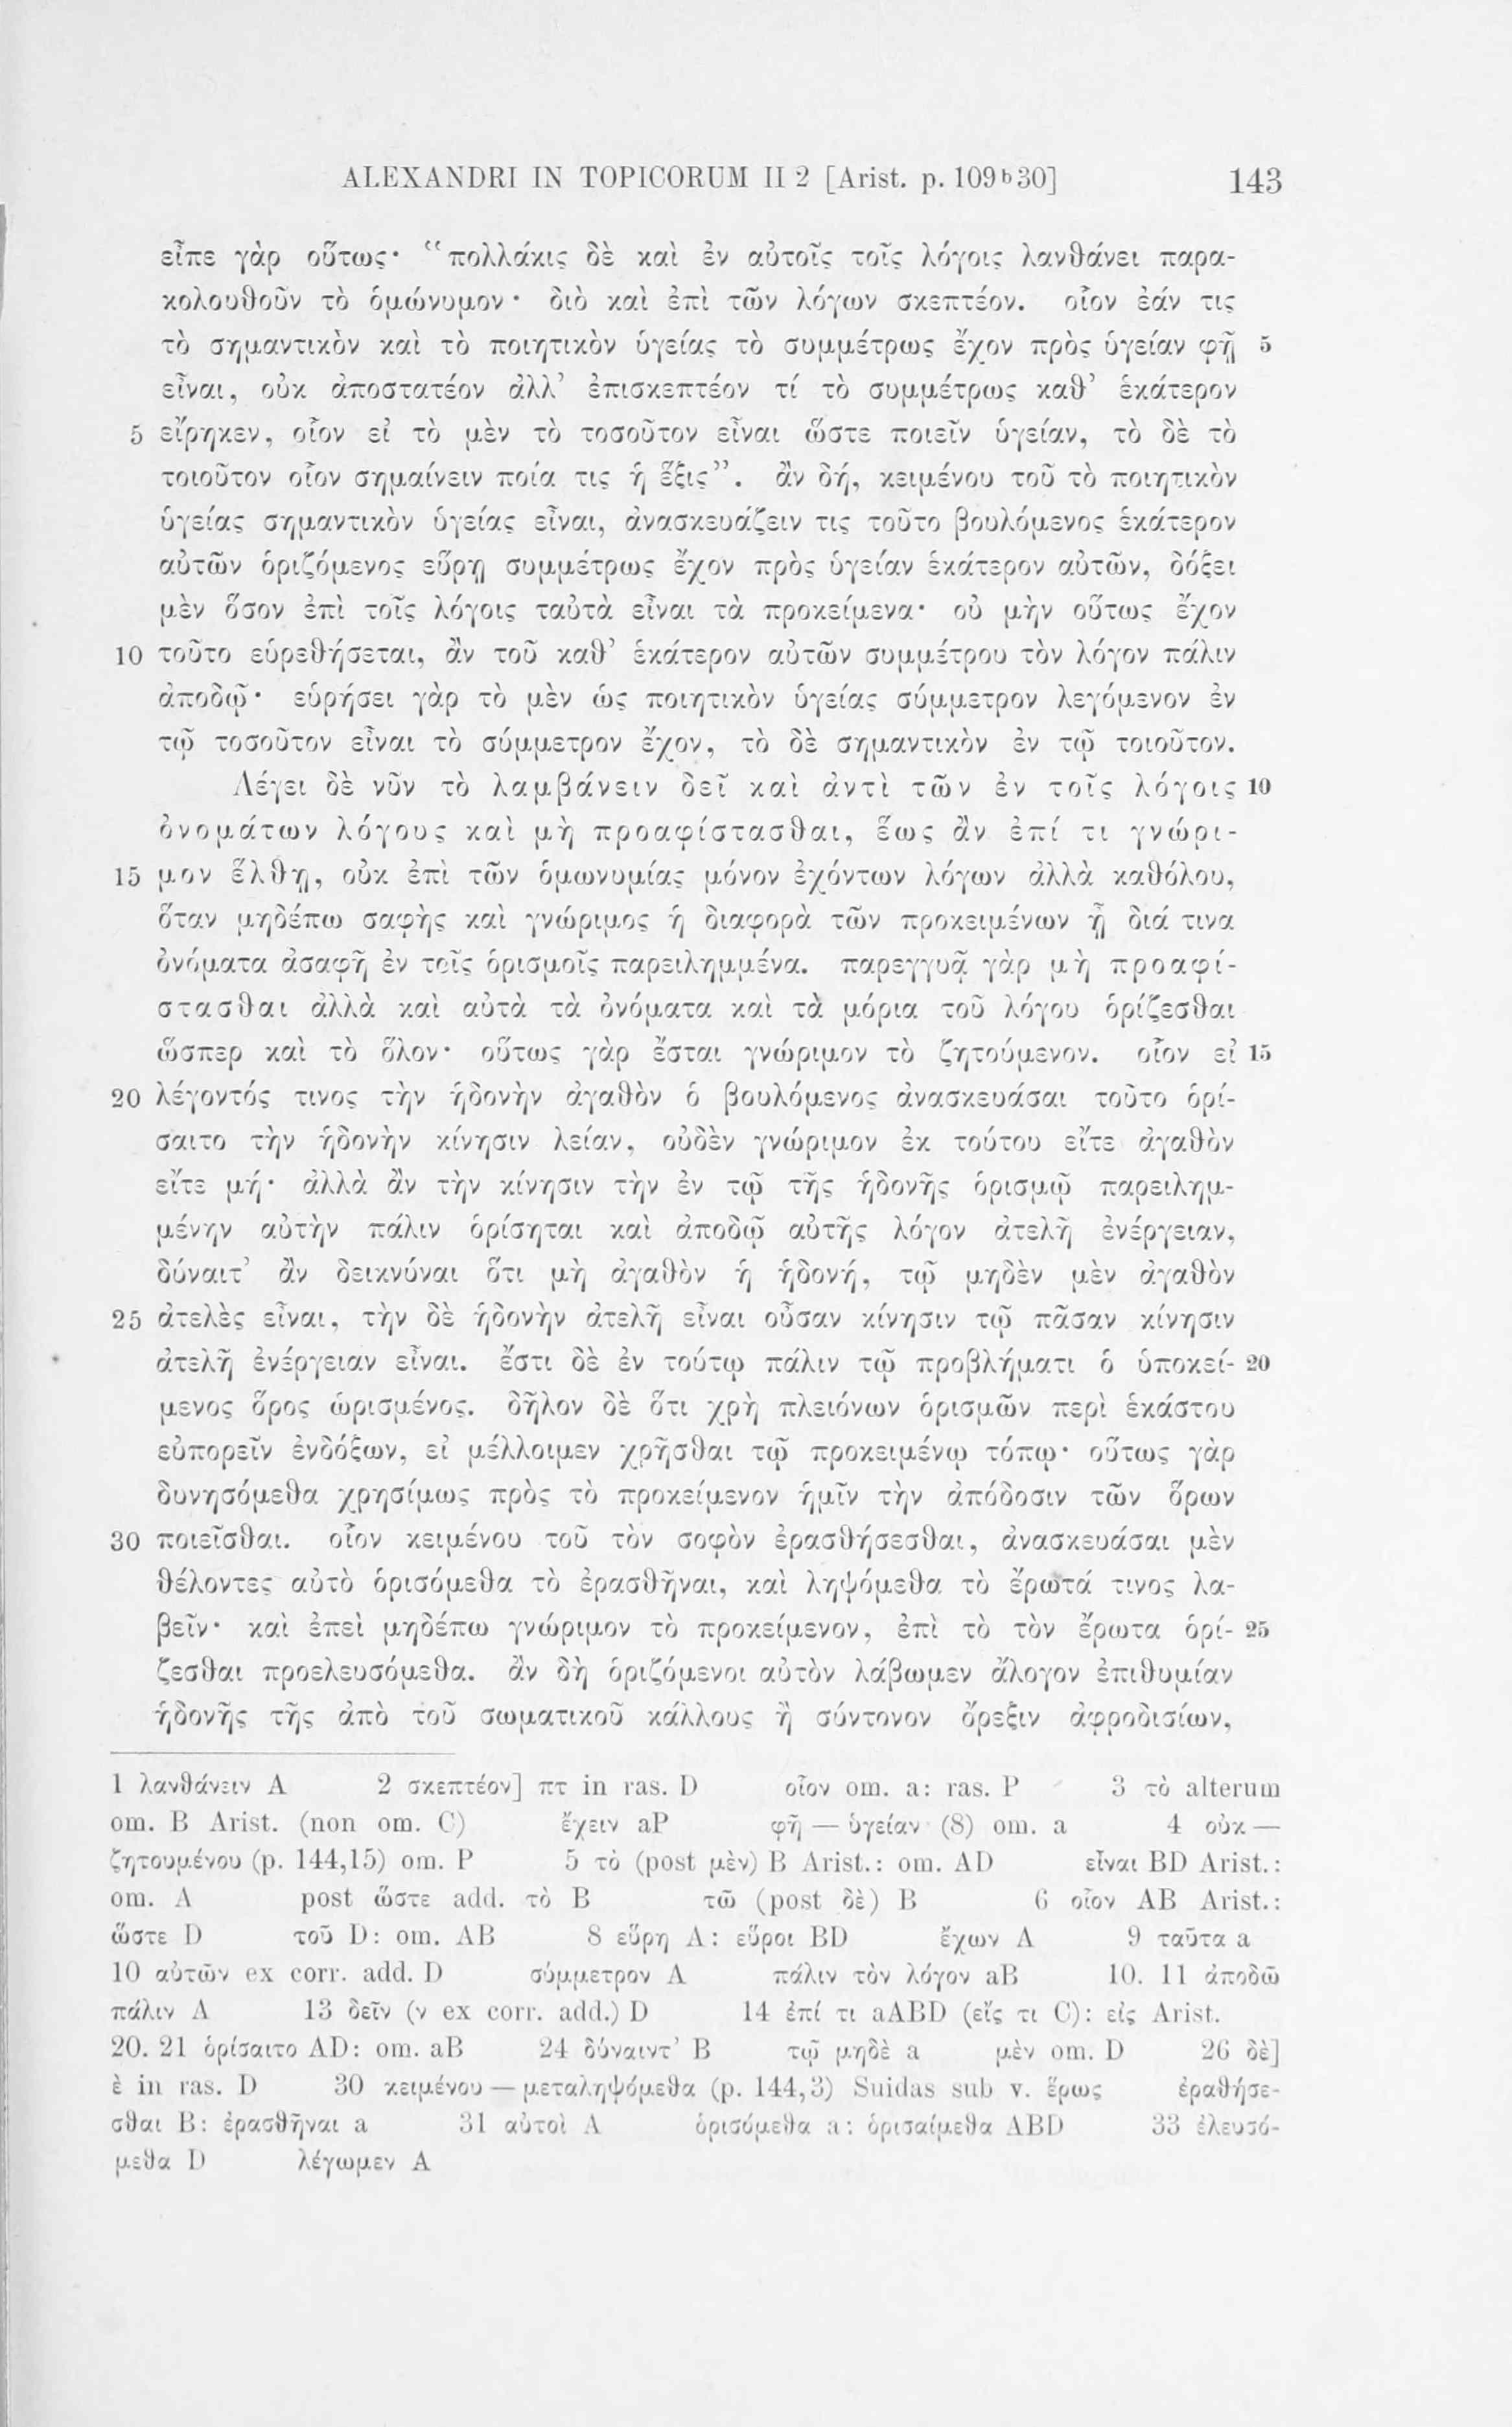 ALEXANDRI IN TOPICORUM II 2 [Arist. p. 109ᵇ30] 143
εἶπε γὰρ οὕτως· “πολλάκις δὲ καὶ ἐν αὐτοῖς τοῖς λόγοις λανθάνει παρα-
κολουθοῦν τὸ ὁμώνυμον· διὸ καὶ ἐπὶ τῶν λόγων σκεπτέον. οἷον ἐάν τις
τὸ σημαντικὸν καὶ τὸ ποιητικὸν ὑγείας τὸ συμμέτρως ἔχον πρὸς ὑγείαν φῇ 5
εἶναι, οὐκ ἀποστατέον ἀλλ’ ἐπισκεπτέον τί τὸ συμμέτρως καθ’ ἑκάτερον
5 εἴρηκεν, οἷον εἰ τὸ μὲν τὸ τοσοῦτον εἶναι ὥστε ποιεῖν ὑγείαν, τὸ δὲ τὸ
τοιοῦτον οἷον σημαίνειν ποία τις ἡ ἕξις”. ἂν δή, κειμένου τοῦ τὸ ποιητικὸν
ὑγείας σημαντικὸν ὑγείας εἶναι, ἀνασκευάζειν τις τοῦτο βουλόμενος ἑκάτερον
αὐτῶν ὁριζόμενος εὕρῃ συμμέτρως ἔχον πρὸς ὑγείαν ἑκάτερον αὐτῶν, δόξει
μὲν ὅσον ἐπὶ τοῖς λόγοις ταὐτὰ εἶναι τὰ προκείμενα· οὐ μὴν οὕτως ἔχον
10 τοῦτο εὑρεθήσεται, ἂν τοῦ καθ’ ἑκάτερον αὐτῶν συμμέτρου τὸν λόγον πάλιν
ἀποδῷ· εὑρήσει γὰρ τὸ μὲν ὡς ποιητικὸν ὑγείας σύμμετρον λεγόμενον ἐν
τῷ τοσοῦτον εἶναι τὸ σύμμετρον ἔχον, τὸ δὲ σημαντικὸν ἐν τῷ τοιοῦτον.
Λέγει δὲ νῦν τὸ λαμβάνειν δεῖ καὶ ἀντὶ τῶν ἐν τοῖς λόγοις 10
ὀνομάτων λόγους καὶ μὴ προαφίστασθαι, ἕως ἂν ἐπί τι γνώρι-
15 μον ἔλθῃ, οὐκ ἐπὶ τῶν ὁμωνυμίας μόνον ἐχόντων λόγων ἀλλὰ καθόλου,
ὅταν μηδέπω σαφὴς καὶ γνώριμος ἡ διαφορὰ τῶν προκειμένων ᾖ διά τινα
ὀνόματα ἀσαφῆ ἐν τοῖς ὁρισμοῖς παρειλημμένα. παρεγγυᾷ γὰρ μὴ προαφί-
στασθαι ἀλλὰ καὶ αὐτὰ τὰ ὀνόματα καὶ τὰ μόρια τοῦ λόγου ὁρίζεσθαι
ὥσπερ καὶ τὸ ὅλον· οὕτως γὰρ ἔσται γνώριμον τὸ ζητούμενον. οἷον εἰ 15
20 λέγοντός τινος τὴν ἡδονὴν ἀγαθὸν ὁ βουλόμενος ἀνασκευάσαι τοῦτο ὁρί-
σαιτο τὴν ἡδονὴν κίνησιν λείαν, οὐδὲν γνώριμον ἐκ τούτου εἴτε ἀγαθὸν
εἴτε μή· ἀλλὰ ἂν τὴν κίνησιν τὴν ἐν τῷ τῆς ἡδονῆς ὁρισμῷ παρειλημ-
μένην αὐτὴν πάλιν ὁρίσηται καὶ ἀποδῷ αὐτῆς λόγον ἀτελῆ ἐνέργειαν,
δύναιτ’ ἂν δεικνύναι ὅτι μὴ ἀγαθὸν ἡ ἡδονή, τῷ μηδὲν μὲν ἀγαθὸν
25 ἀτελὲς εἶναι, τὴν δὲ ἡδονὴν ἀτελῆ εἶναι οὖσαν κίνησιν τῷ πᾶσαν κίνησιν
ἀτελῆ ἐνέργειαν εἶναι. ἔστι δὲ ἐν τούτῳ πάλιν τῷ προβλήματι ὁ ὑποκεί- 20
μενος ὅρος ὡρισμένος. δῆλον δὲ ὅτι χρὴ πλειόνων ὁρισμῶν περὶ ἑκάστου
εὐπορεῖν ἐνδόξων, εἰ μέλλοιμεν χρῆσθαι τῷ προκειμένῳ τόπῳ· οὕτως γὰρ
δυνησόμεθα χρησίμως πρὸς τὸ προκείμενον ἡμῖν τὴν ἀπόδοσιν τῶν ὅρων
30 ποιεῖσθαι. οἷον κειμένου τοῦ τὸν σοφὸν ἐρασθήσεσθαι, ἀνασκευάσαι μὲν
θέλοντες αὐτὸ ὁρισόμεθα τὸ ἐρασθῆναι, καὶ ληψόμεθα τὸ ἔρωτά τινος λα-
βεῖν· καὶ ἐπεὶ μηδέπω γνώριμον τὸ προκείμενον, ἐπὶ τὸ τὸν ἔρωτα ὁρί- 25
ζεσθαι προελευσόμεθα. ἂν δὴ ὁριζόμενοι αὐτὸν λάβωμεν ἄλογον ἐπιθυμίαν
ἡδονῆς τῆς ἀπὸ τοῦ σωματικοῦ κάλλους ἢ σύντονον ὄρεξιν ἀφροδισίων,
1 λανθάνειν A 2 σκεπτέον] πτ in ras. D οἷον om. a: ras. P 3 τὸ alterum
om. B Arist. (non om. C) ἔχειν aP φῇ — ὑγείαν (8) om. a 4 οὐκ —
ζητουμένου (p. 144,15) om. P 5 τὸ (post μὲν) B Arist.: om. AD εἶναι BD Arist.:
om. A post ὥστε add. τὸ B τῶ (post δὲ) B 6 οἷον AB Arist.:
ὥστε D τοῦ D: om. AB 8 εὕρη A: εὕροι BD ἔχων A 9 ταῦτα a
10 αὐτῶν ex corr. add. D σύμμετρον A πάλιν τὸν λόγον aB 10. 11 ἀποδῶ
πάλιν A 13 δεῖν (ν ex corr. add.) D 14 ἐπί τι aABD (εἴς τι C): εἰς Arist.
20. 21 ὁρίσαιτο AD: om. aB 24 δύναιντ’ B τῷ μηδὲ a μὲν om. D 26 δὲ]
ὲ in ras. D 30 κειμένου — μεταληψόμεθα (p. 144,3) Suidas sub v. ἔρως ἐραθήσε-
σθαι B: ἐρασθῆναι a 31 αὐτοὶ A ὁρισόμεθα a: ὁρισαίμεθα ABD 33 ἐλευσό-
μεθα D λέγωμεν A